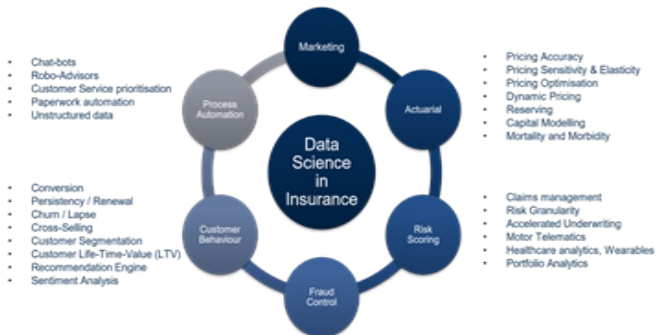 Marketing
Chat-bots
Robo-Advisors
Customer Service prioritisation
Paperwork automation
Unstructured data
Process
Automation
Actuarial
Pricing Accuracy
Pricing Sensitivity & Elasticity
Pricing Optimisation
Dynamic Pricing
Reserving
Capital Modelling
Mortality and Morbidity
Data
Science
in
Insurance
Conversion
Persistency / Renewal
Churn / Lapse
Cross-Selling
Customer Segmentation
Customer Life-Time-Value (LTV)
Recommendation Engine
Sentiment Analysis
Customer
Behaviour
Risk
Scoring
Claims management
Risk Granularity
Accelerated Underwriting
Motor Telematics
Healthcare analytics, Wearables
Portfolio Analytics
Fraud
Control